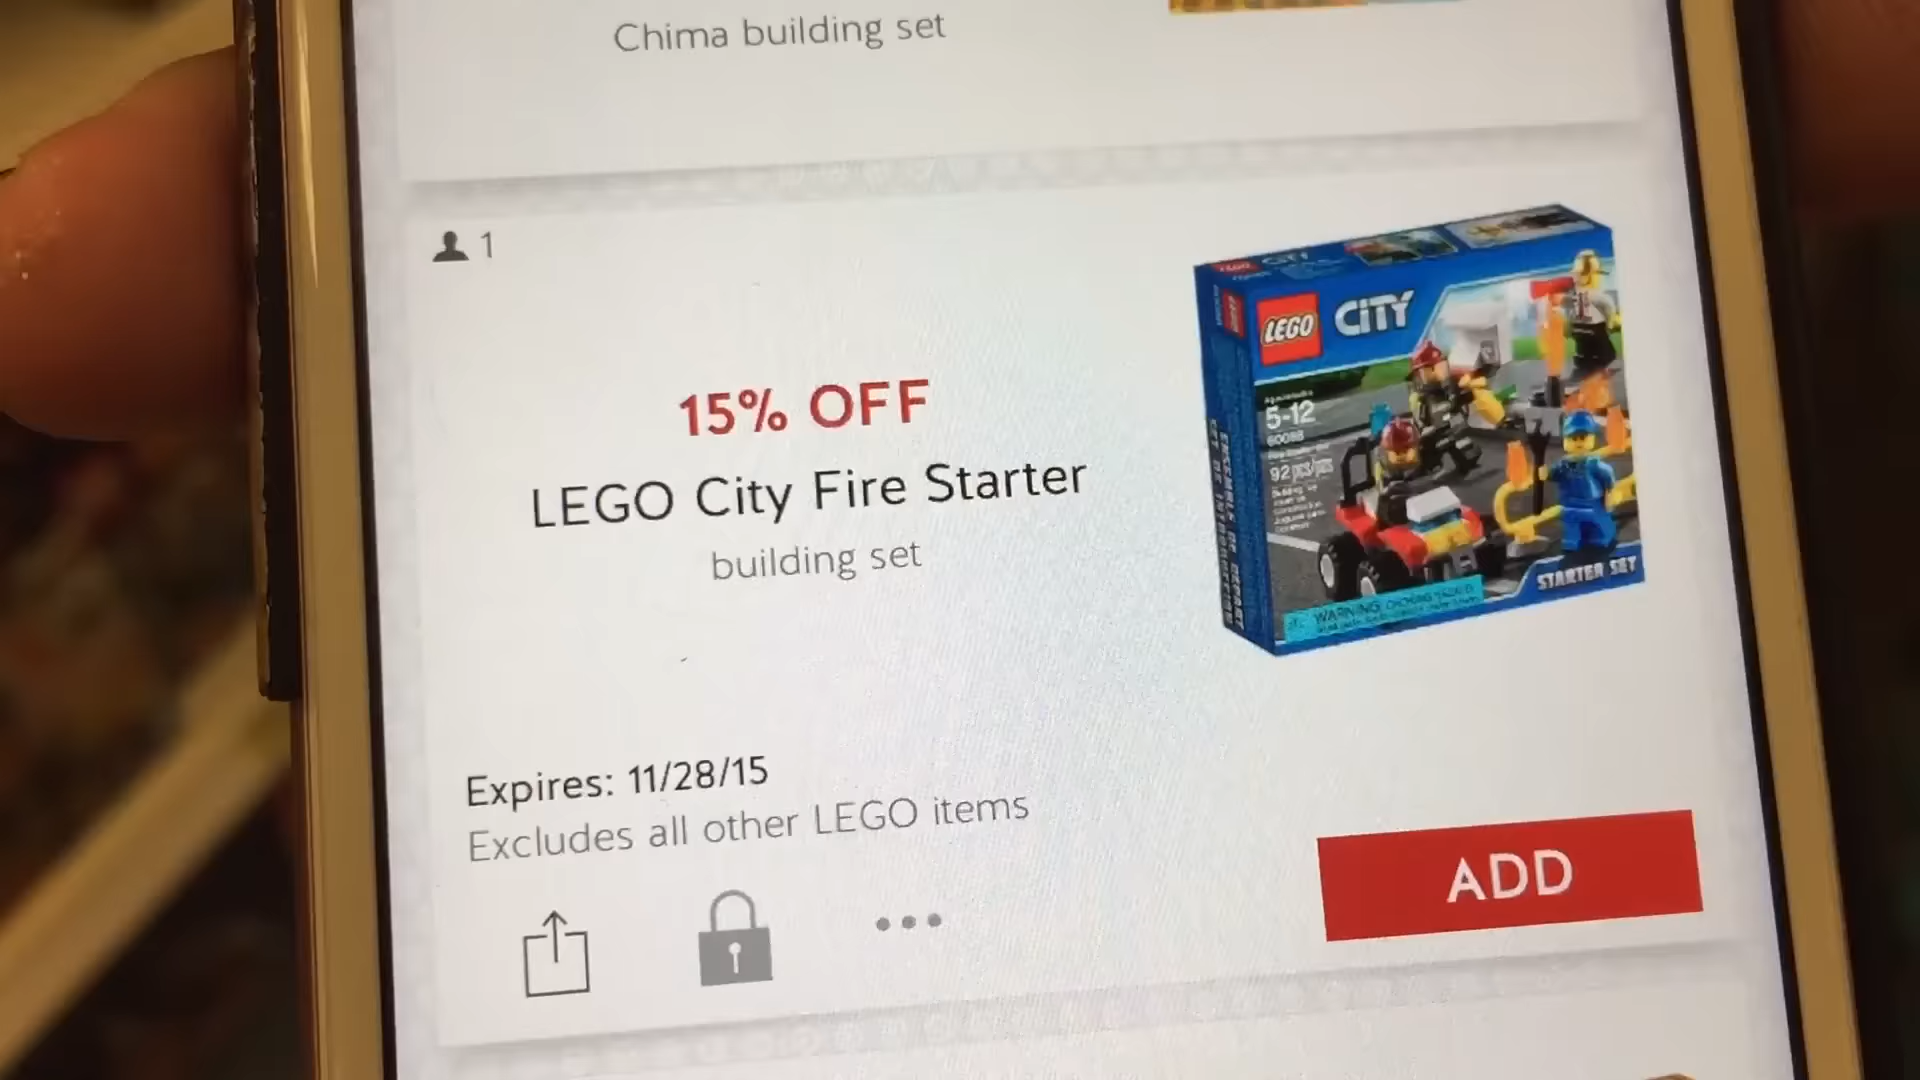 Chima building set
1
15% OFF
LEGO City Fire Starter
building set
LEGO CITY
5-12
60088
92 pcs/pzs
WARNING:
STARTER SET
Expires: 11/28/15
Excludes all other LEGO items
ADD